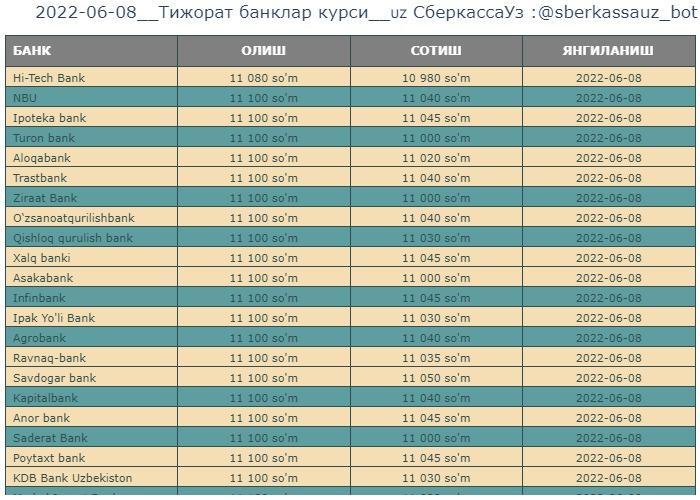 2022-06-08__Тижорат банклар курси__uz СберкассаУз :@sberkassauz_bot
БАНК ОЛИШ СОТИШ ЯНГИЛАНИШ
Hi-Tech Bank 11 080 so'm 10 980 so'm 2022-06-08
NBU 11 100 so'm 11 040 so'm 2022-06-08
Ipoteka bank 11 100 so'm 11 045 so'm 2022-06-08
Turon bank 11 100 so'm 11 000 so'm 2022-06-08
Aloqabank 11 100 so'm 11 020 so'm 2022-06-08
Trastbank 11 100 so'm 11 040 so'm 2022-06-08
Ziraat Bank 11 100 so'm 11 000 so'm 2022-06-08
O‘zsanoatqurilishbank 11 100 so'm 11 040 so'm 2022-06-08
Qishloq qurulish bank 11 100 so'm 11 030 so'm 2022-06-08
Xalq banki 11 100 so'm 11 045 so'm 2022-06-08
Asakabank 11 100 so'm 11 000 so'm 2022-06-08
Infinbank 11 100 so'm 11 045 so'm 2022-06-08
Ipak Yo'li Bank 11 100 so'm 11 030 so'm 2022-06-08
Agrobank 11 100 so'm 11 040 so'm 2022-06-08
Ravnaq-bank 11 100 so'm 11 035 so'm 2022-06-08
Savdogar bank 11 100 so'm 11 050 so'm 2022-06-08
Kapitalbank 11 100 so'm 11 040 so'm 2022-06-08
Anor bank 11 100 so'm 11 045 so'm 2022-06-08
Saderat Bank 11 100 so'm 11 000 so'm 2022-06-08
Poytaxt bank 11 100 so'm 11 045 so'm 2022-06-08
KDB Bank Uzbekiston 11 100 so'm 11 030 so'm 2022-06-08